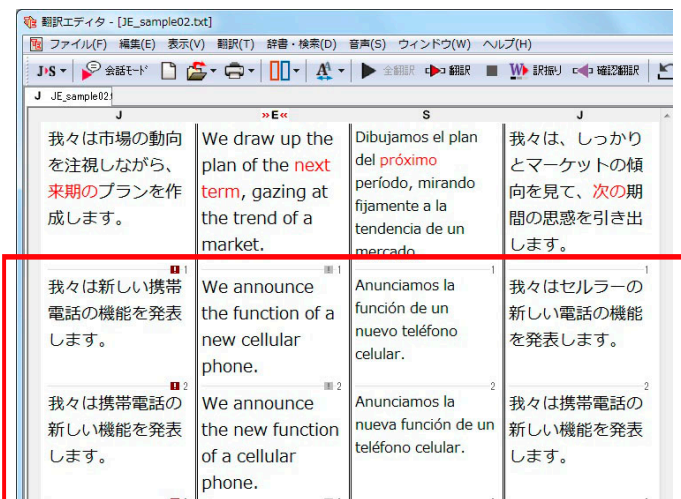 翻訳エディタ - [JE_sample02.txt]
ファイル(F) 編集(E) 表示(V) 翻訳(T) 辞書・検索(D) 音声(S) ウィンドウ(W) ヘルプ(H)
J▸S 会話モード 全翻訳 翻訳 訳振り 確認翻訳
J JE_sample02.t
J
我々は市場の動向
を注視しながら、
来期のプランを作
成します。
1
我々は新しい携帯
電話の機能を発表
します。
2
我々は携帯電話の
新しい機能を発表
します。
»E«
We draw up the
plan of the next
term, gazing at
the trend of a
market.
1
We announce
the function of a
new cellular
phone.
2
We announce
the new function
of a cellular
phone.
S
Dibujamos el plan
del próximo
período, mirando
fijamente a la
tendencia de un
mercado
1
Anunciamos la
función de un
nuevo teléfono
celular.
2
Anunciamos la
nueva función de un
teléfono celular.
J
我々は、しっかり
とマーケットの傾
向を見て、次の期
間の思惑を引き出
します。
1
我々はセルラーの
新しい電話の機能
を発表します。
2
我々は携帯電話の
新しい機能を発表
します。